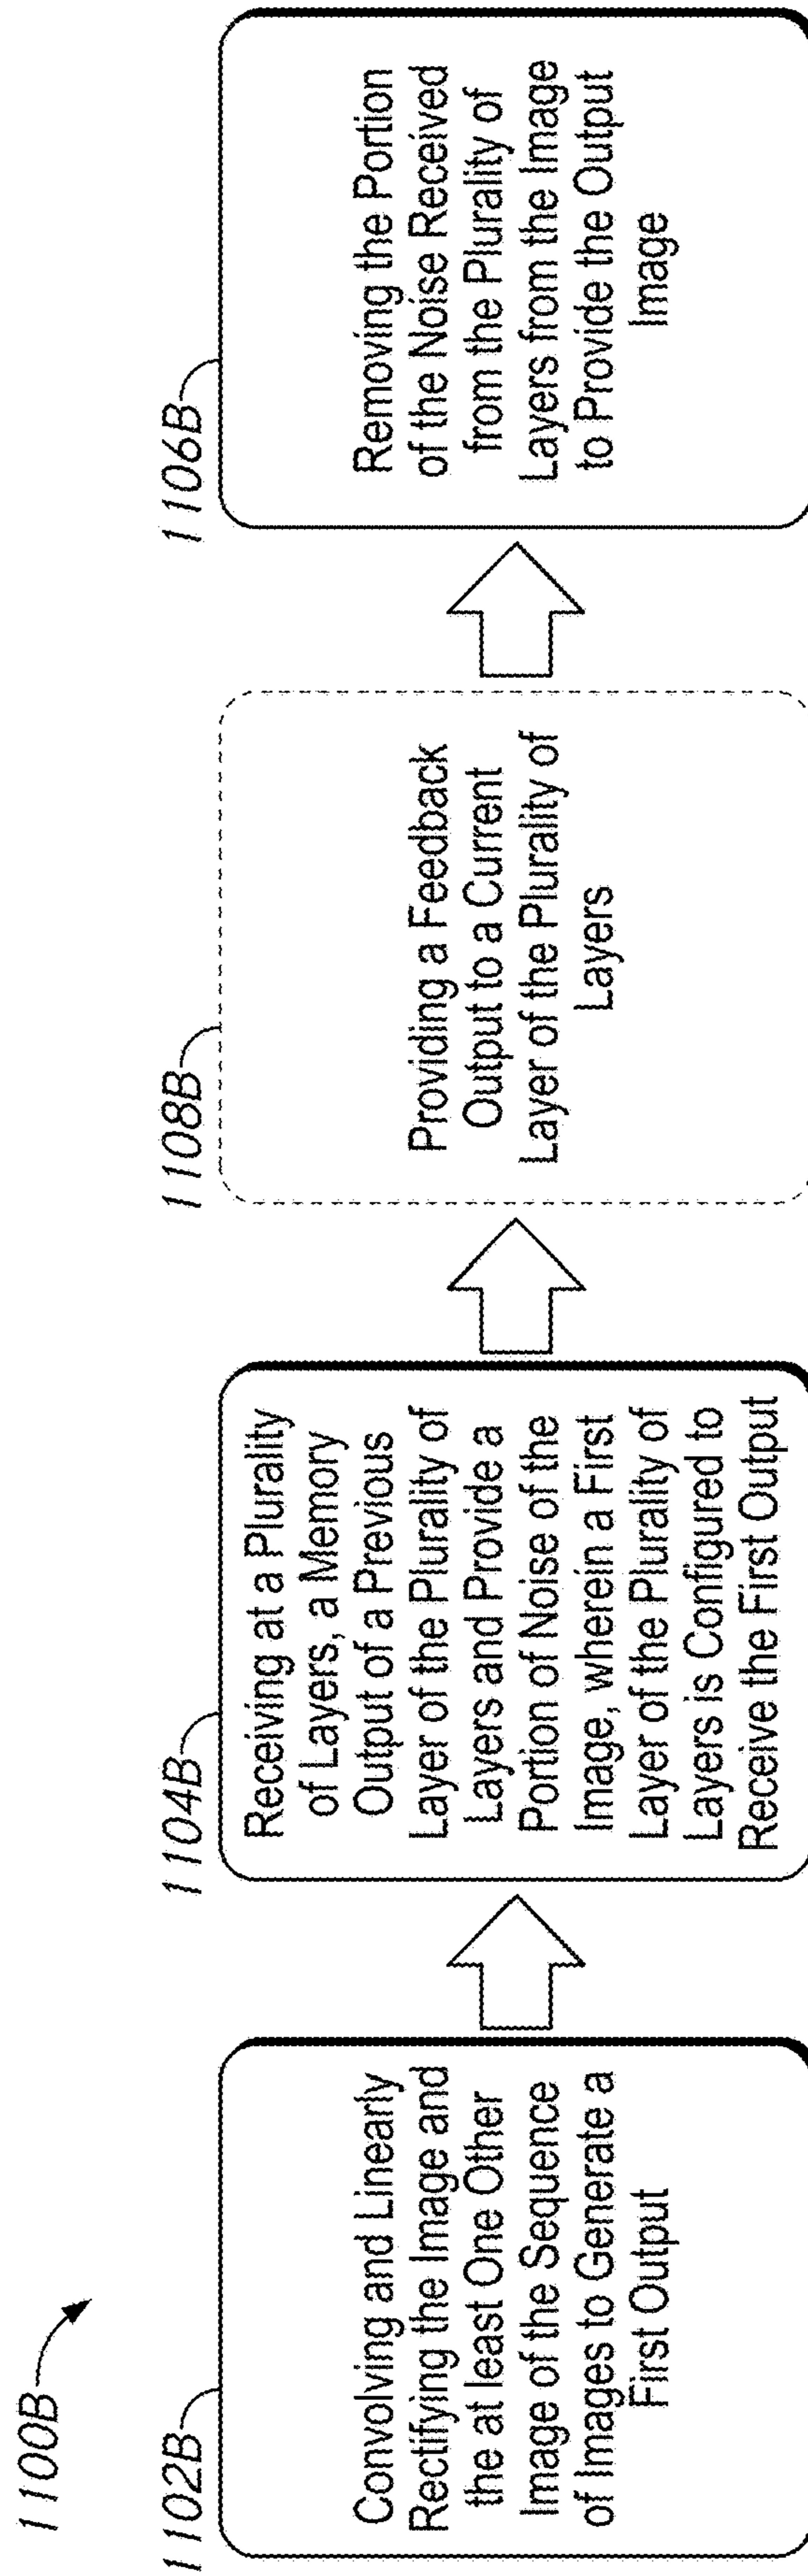 1100B
1102B
Convolving and Linearly
Rectifying the Image and
the at least One Other
Image of the Sequence
of Images to Generate a
First Output
1104B
Receiving at a Plurality
of Layers, a Memory
Output of a Previous
Layer of the Plurality of
Layers and Provide a
Portion of Noise of the
Image, wherein a First
Layer of the Plurality of
Layers is Configured to
Receive the First Output
1108B
Providing a Feedback
Output to a Current
Layer of the Plurality of
Layers
1106B
Removing the Portion
of the Noise Received
from the Plurality of
Layers from the Image
to Provide the Output
Image